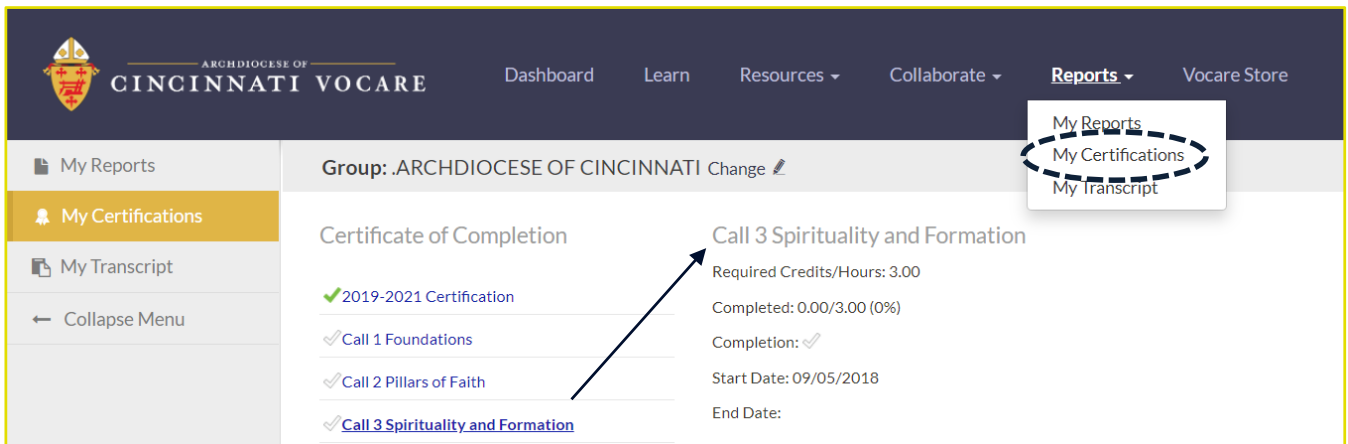 ARCHDIOCESE OF
CINCINNATI VOCARE
Dashboard Learn Resources Collaborate Reports Vocare Store
My Reports
My Certifications
My Transcript
My Reports
My Certifications
My Transcript
← Collapse Menu
Group: .ARCHDIOCESE OF CINCINNATI Change
Certificate of Completion
2019-2021 Certification
Call 1 Foundations
Call 2 Pillars of Faith
Call 3 Spirituality and Formation
Call 3 Spirituality and Formation
Required Credits/Hours: 3.00
Completed: 0.00/3.00 (0%)
Completion:
Start Date: 09/05/2018
End Date: